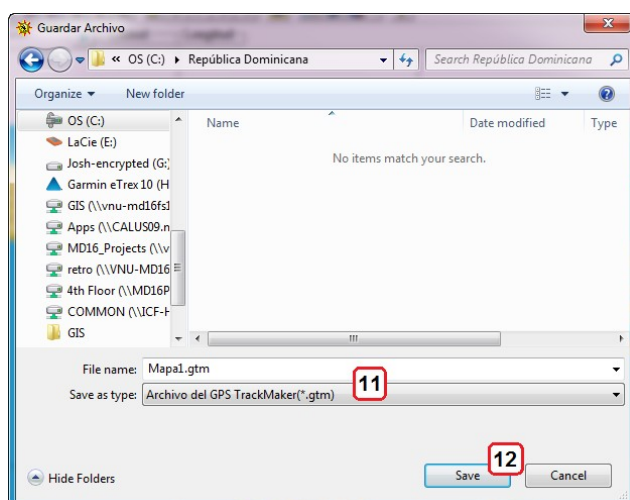 Guardar Archivo
« OS (C:) ▸ República Dominicana
Search República Dominicana
Organize New folder
Name Date modified Type
No items match your search.
OS (C:)
LaCie (E:)
Josh-encrypted (G:)
Garmin eTrex10 (H
GIS (\\vnu-md16fs1
Apps (\\CALUS09.n
MD16_Projects (\\v
retro (\\VNU-MD16
4th Floor (\\MD16P
COMMON (\\ICF-H
GIS
File name: Mapa1.gtm
11
Save as type: Archivo del GPS TrackMaker(*.gtm)
12
Hide Folders Save Cancel